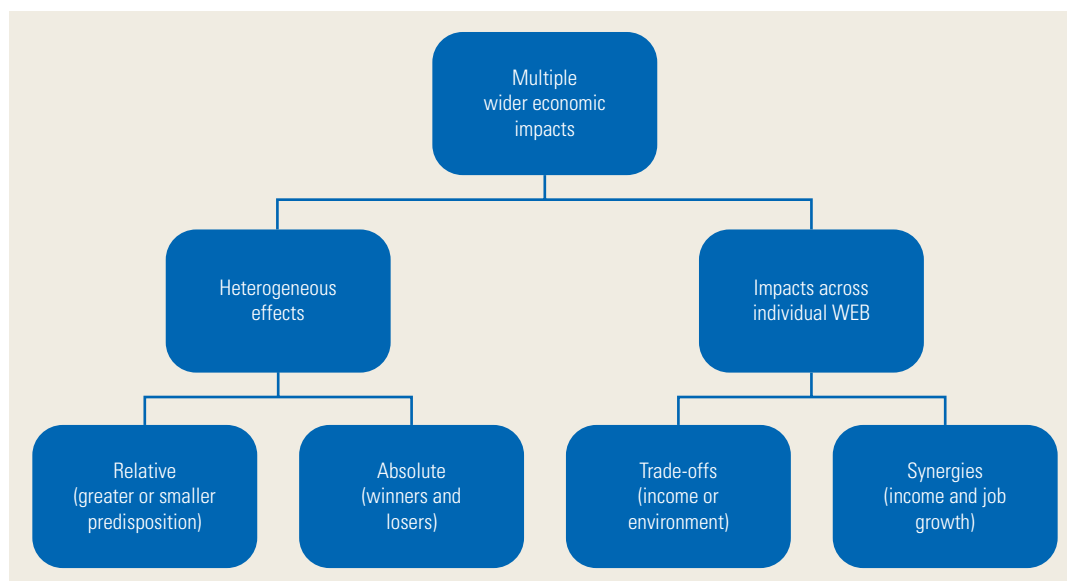 Multiple
wider economic
impacts
Heterogeneous
effects
Impacts across
individual WEB
Relative
(greater or smaller
predisposition)
Absolute
(winners and
losers)
Trade-offs
(income or
environment)
Synergies
(income and job
growth)